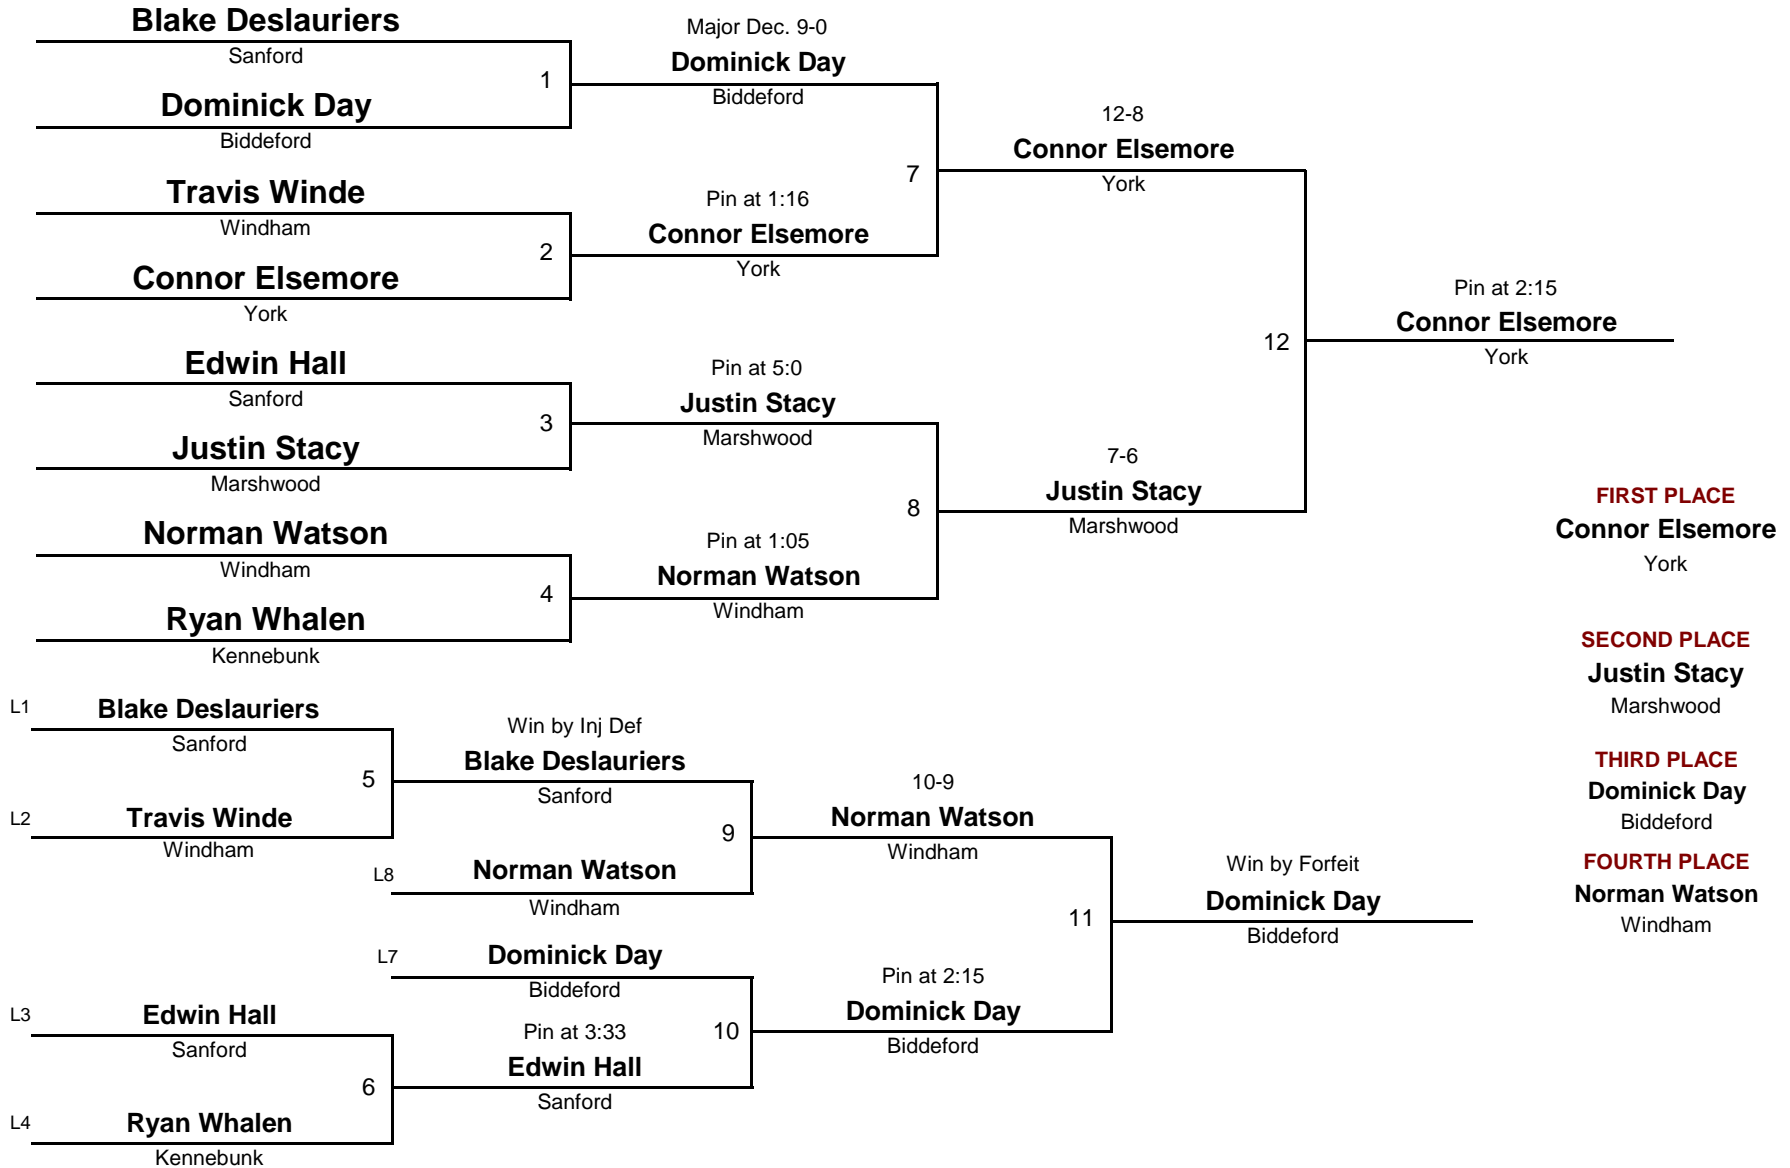 Blake Deslauriers
Sanford
1
Dominick Day
Biddeford
Major Dec. 9-0
Dominick Day
Biddeford
Travis Winde
Windham
2
Connor Elsemore
York
Pin at 1:16
Connor Elsemore
York
7
12-8
Connor Elsemore
York
Edwin Hall
Sanford
3
Justin Stacy
Marshwood
Pin at 5:0
Justin Stacy
Marshwood
Norman Watson
Windham
4
Ryan Whalen
Kennebunk
Pin at 1:05
Norman Watson
Windham
8
7-6
Justin Stacy
Marshwood
12
Pin at 2:15
Connor Elsemore
York
FIRST PLACE
Connor Elsemore
York
SECOND PLACE
Justin Stacy
Marshwood
THIRD PLACE
Dominick Day
Biddeford
FOURTH PLACE
Norman Watson
Windham
L1
Blake Deslauriers
Sanford
5
L2
Travis Winde
Windham
Win by Inj Def
Blake Deslauriers
Sanford
9
L8
Norman Watson
Windham
10-9
Norman Watson
Windham
L7
Dominick Day
Biddeford
L3
Edwin Hall
Sanford
6
L4
Ryan Whalen
Kennebunk
Pin at 3:33
Edwin Hall
Sanford
10
Pin at 2:15
Dominick Day
Biddeford
11
Win by Forfeit
Dominick Day
Biddeford